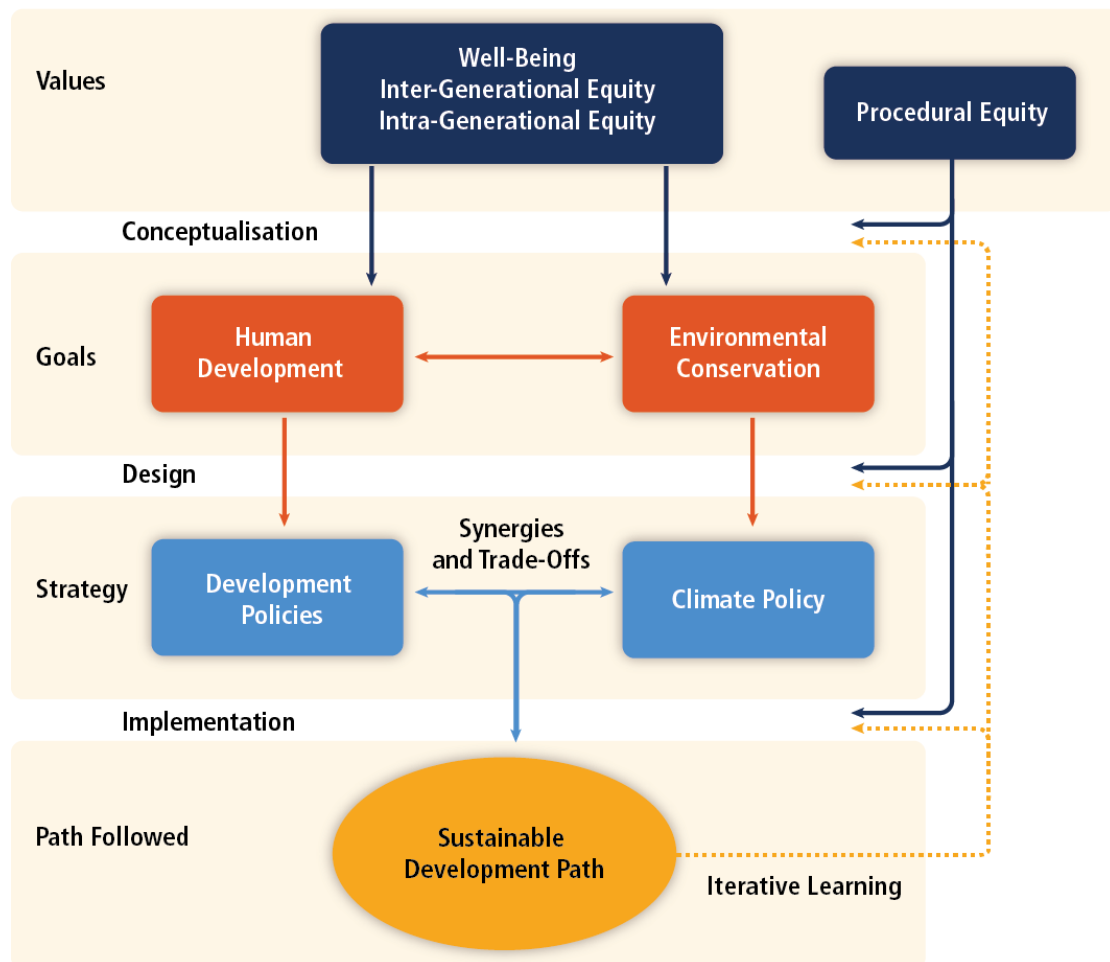 Values
Well-Being
Inter-Generational Equity
Intra-Generational Equity
Procedural Equity
Conceptualisation
Goals
Human
Development
Environmental
Conservation
Design
Strategy
Development
Policies
Synergies
and Trade-Offs
Climate Policy
Implementation
Path Followed
Sustainable
Development Path
Iterative Learning